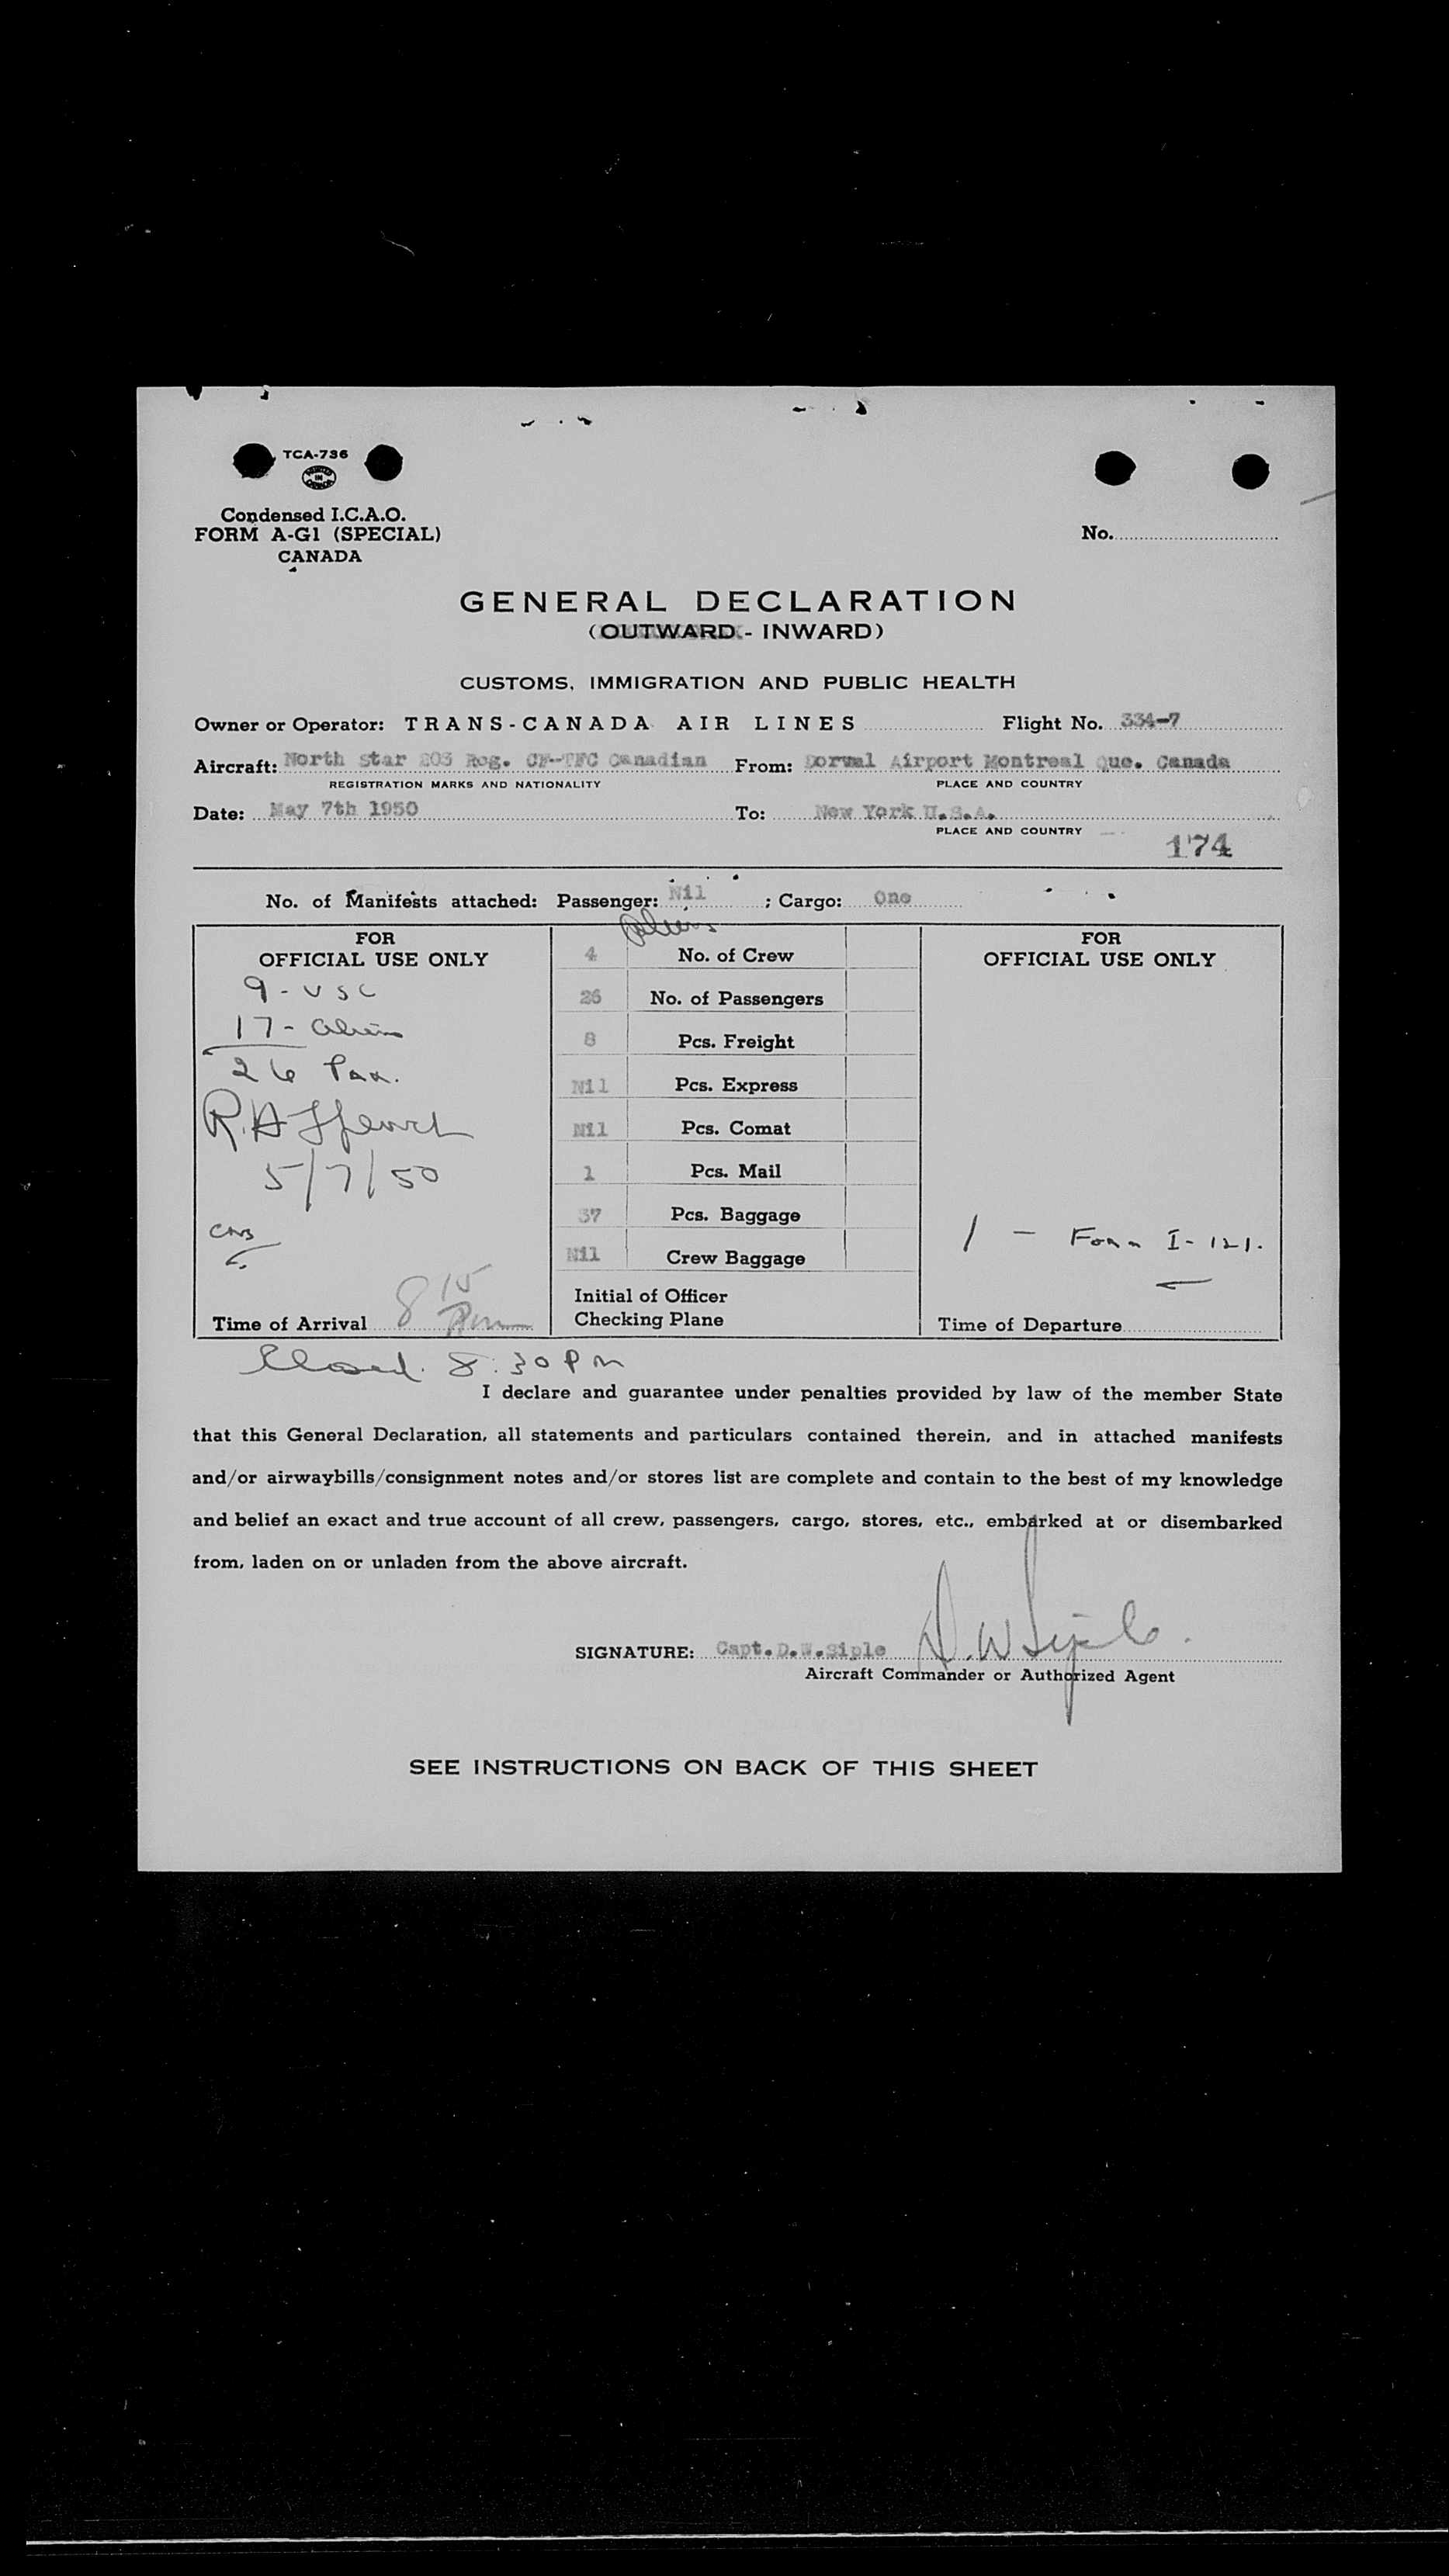 TCA-736
PRINTED IN CANADA
Condensed I.C.A.O.
FORM A-G1 (SPECIAL)
CANADA
No.
GENERAL DECLARATION
(OUTWARD - INWARD)
CUSTOMS, IMMIGRATION AND PUBLIC HEALTH
Owner or Operator: TRANS-CANADA AIR LINES Flight No. 334-7
Aircraft: North Star 203 Reg. CF-TFC Canadian From: Dorval Airport Montreal Que. Canada
REGISTRATION MARKS AND NATIONALITY PLACE AND COUNTRY
Date: May 7th 1950 To: New York U.S.A.
PLACE AND COUNTRY
174
No. of Manifests attached: Passenger: Nil ; Cargo: One
FOR
OFFICIAL USE ONLY
9 - USC
17 - Aliens
26 Pax.
5/7/50
Time of Arrival 8 15 Pm
Aliens
4 No. of Crew
26 No. of Passengers
8 Pcs. Freight
Nil Pcs. Express
Nil Pcs. Comat
1 Pcs. Mail
37 Pcs. Baggage
Nil Crew Baggage
Initial of Officer
Checking Plane
FOR
OFFICIAL USE ONLY
1 - Form I-121.
Time of Departure
Closed. 8:30 PM
I declare and guarantee under penalties provided by law of the member State
that this General Declaration, all statements and particulars contained therein, and in attached manifests
and/or airwaybills/consignment notes and/or stores list are complete and contain to the best of my knowledge
and belief an exact and true account of all crew, passengers, cargo, stores, etc., embarked at or disembarked
from, laden on or unladen from the above aircraft.
SIGNATURE: Capt. D.W.Siple D.W Siple
Aircraft Commander or Authorized Agent
SEE INSTRUCTIONS ON BACK OF THIS SHEET